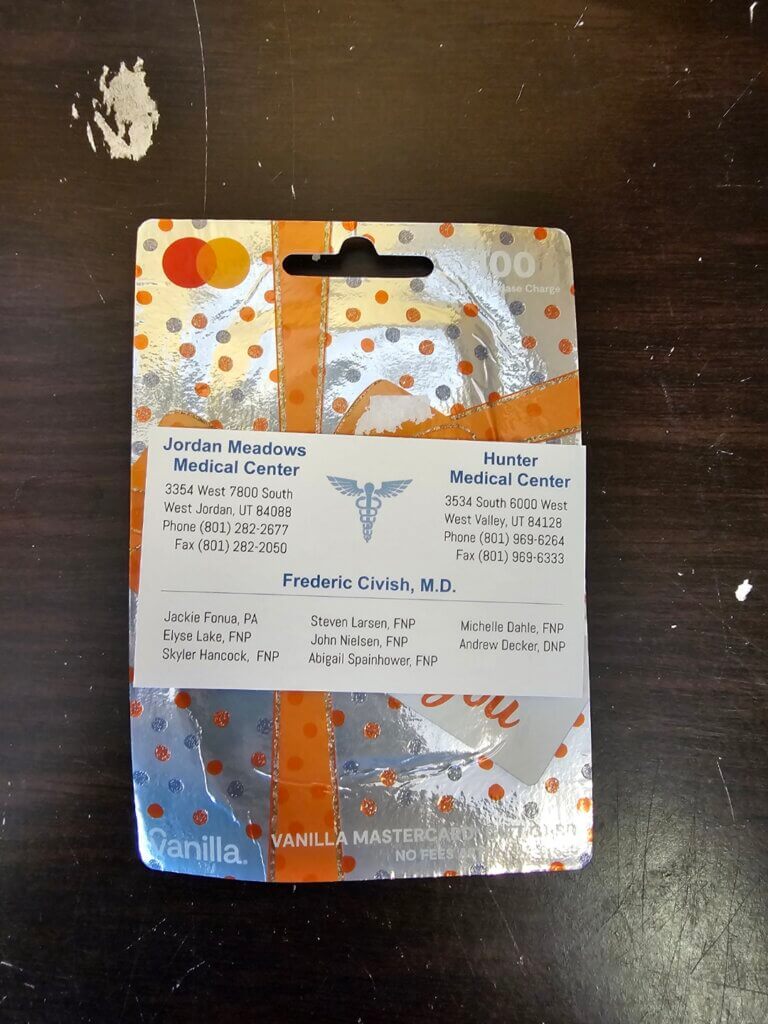 00
Charge
Jordan Meadows
Medical Center
3354 West 7800 South
West Jordan, UT 84088
Phone (801) 282-2677
Fax (801) 282-2050
Hunter
Medical Center
3534 South 6000 West
West Valley, UT 84128
Phone (801) 969-6264
Fax (801) 969-6333
Frederic Civish, M.D.
Jackie Fonua, PA
Elyse Lake, FNP
Skyler Hancock, FNP
Steven Larsen, FNP
John Nielsen, FNP
Abigail Spainhower, FNP
Michelle Dahle, FNP
Andrew Decker, DNP
you
Vanilla.
VANILLA MASTERCARD
NO FEES